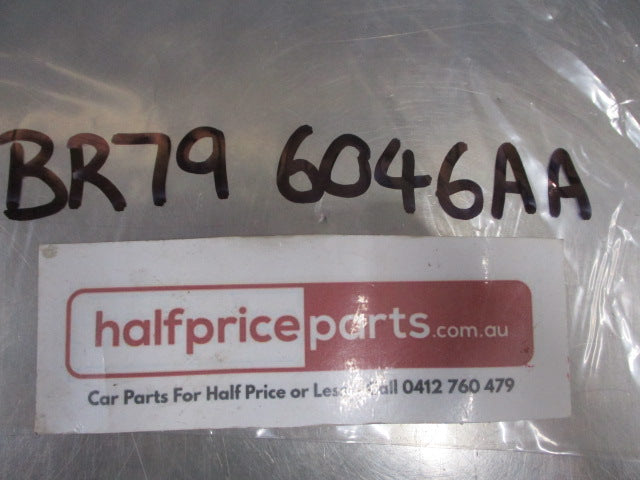 BR79 6046AA
halfpriceparts.com.au
Car Parts For Half Price or Less - Call 0412 760 479